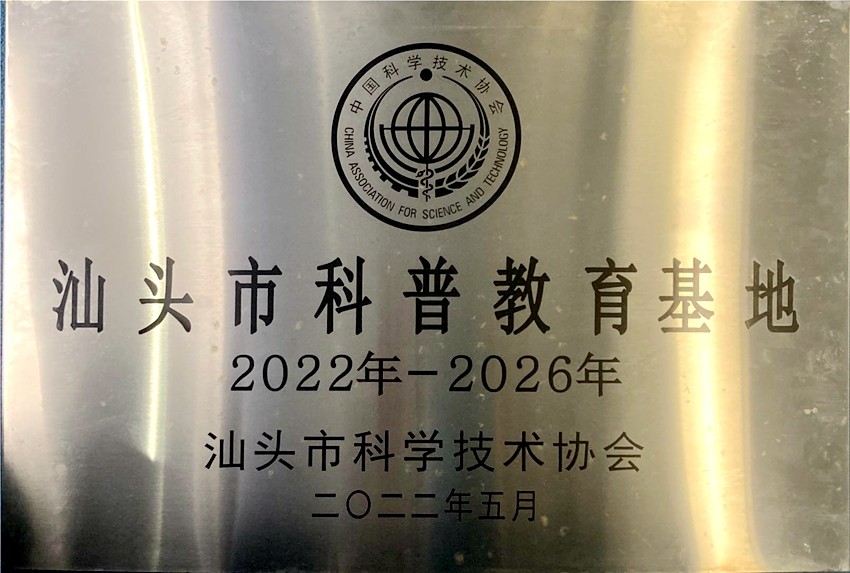 中国科学技术协会
CHINA ASSOCIATION FOR SCIENCE AND TECHNOLOGY
汕头市科普教育基地
2022年-2026年
汕头市科学技术协会
二〇二二年五月